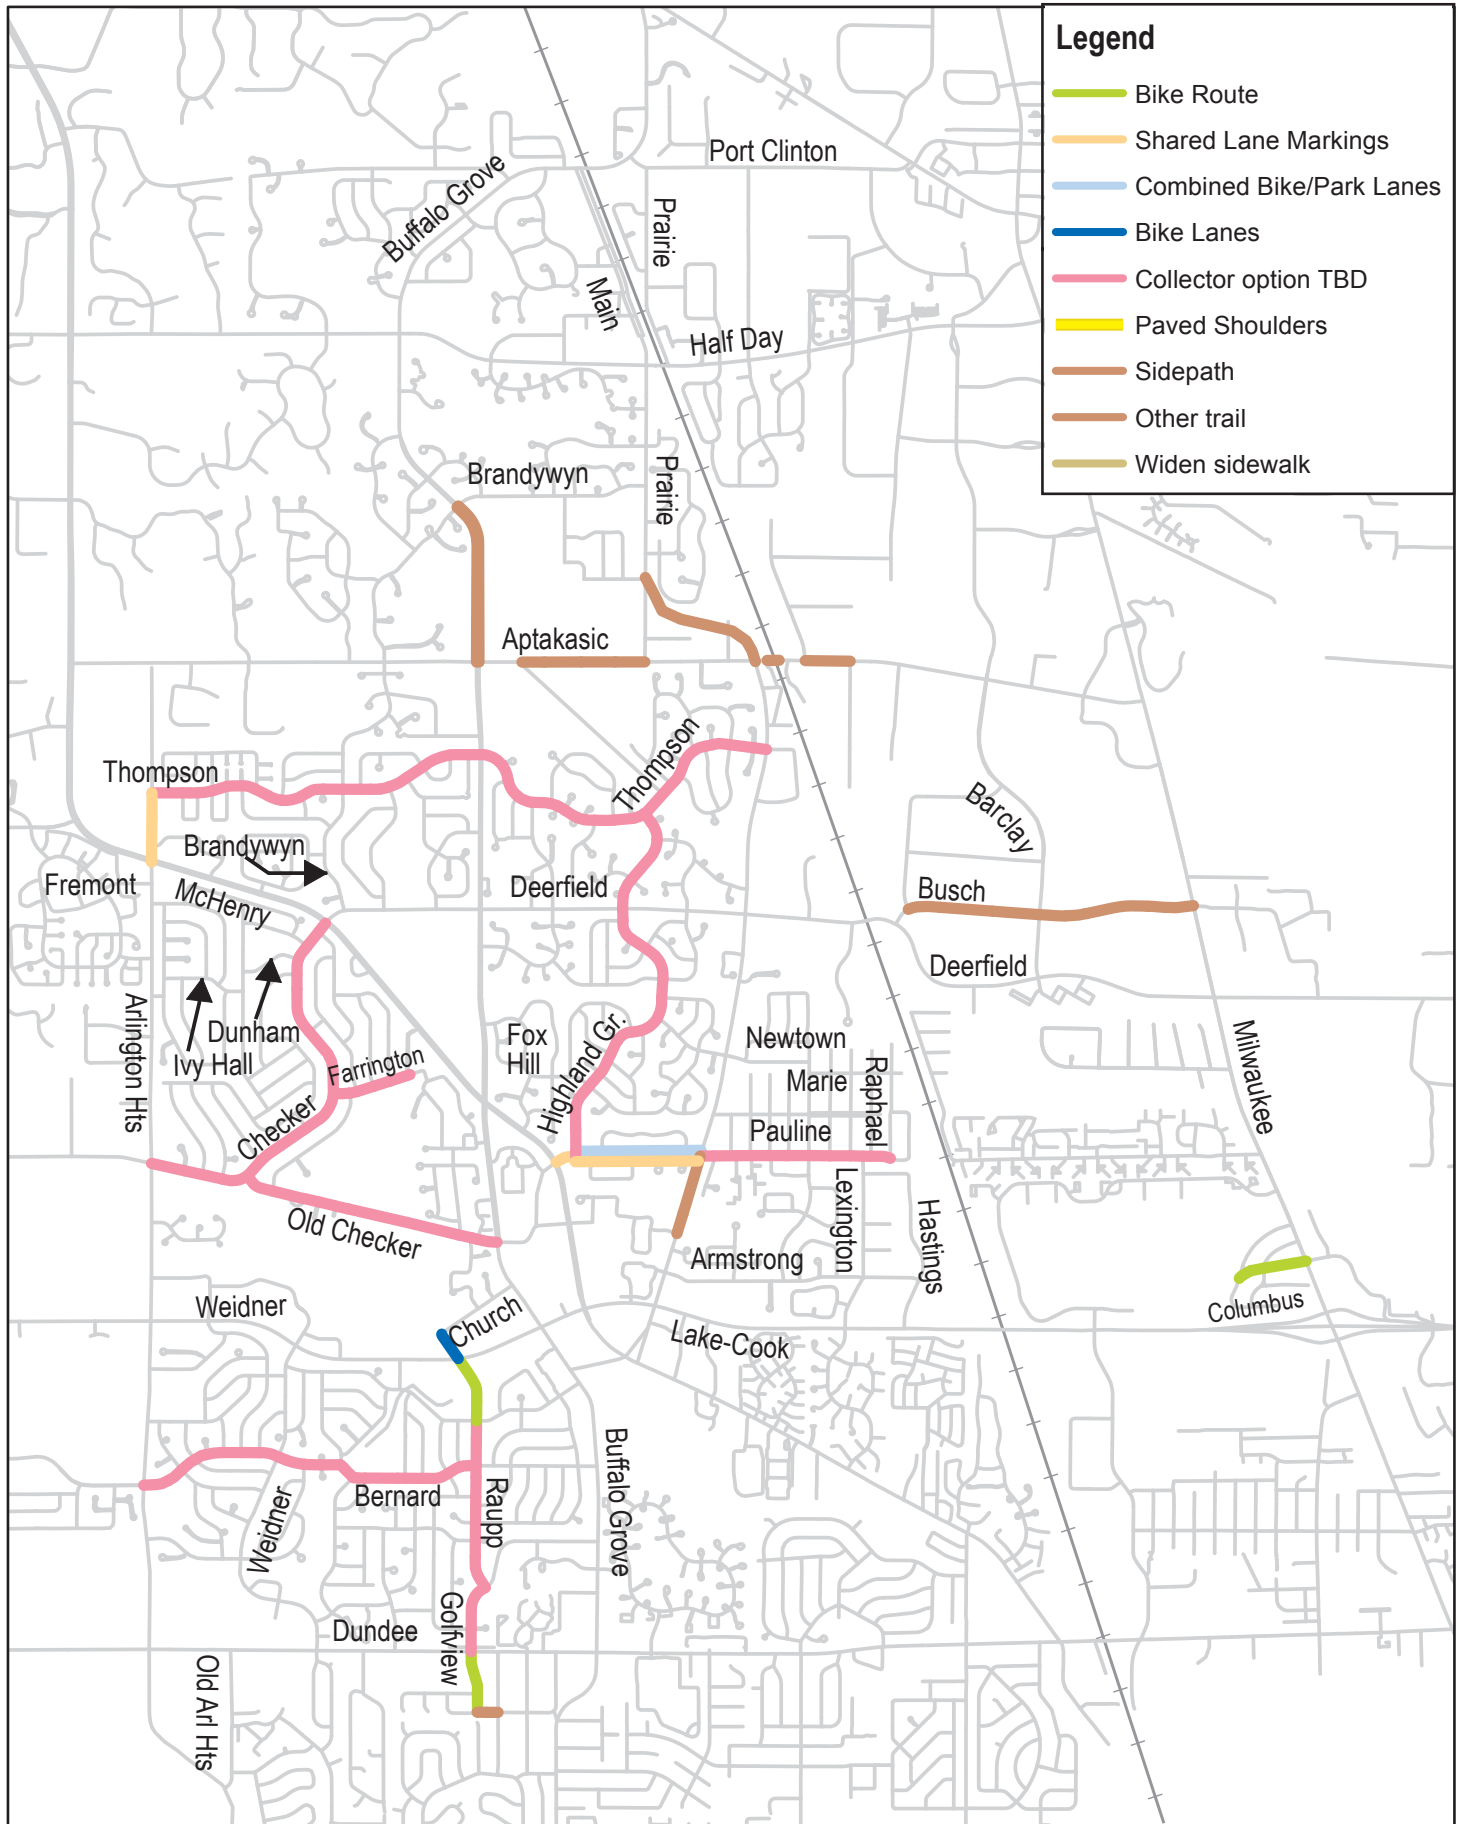 Legend
Bike Route
Shared Lane Markings
Combined Bike/Park Lanes
Bike Lanes
Collector option TBD
Paved Shoulders
Sidepath
Other trail
Widen sidewalk
Port Clinton
Buffalo Grove
Prairie
Main
Half Day
Brandywyn
Prairie
Aptakasic
Thompson
Thompson
Barclay
Brandywyn
Fremont
McHenry
Deerfield
Busch
Deerfield
Arlington Hts
Dunham
Ivy Hall
Farrington
Fox
Hill
Highland Gr.
Newtown
Marie
Raphael
Milwaukee
Checker
Pauline
Lexington
Hastings
Old Checker
Armstrong
Columbus
Weidner
Church
Lake-Cook
Bernard
Raupp
Buffalo Grove
Weidner
Golfview
Dundee
Old Arl Hts